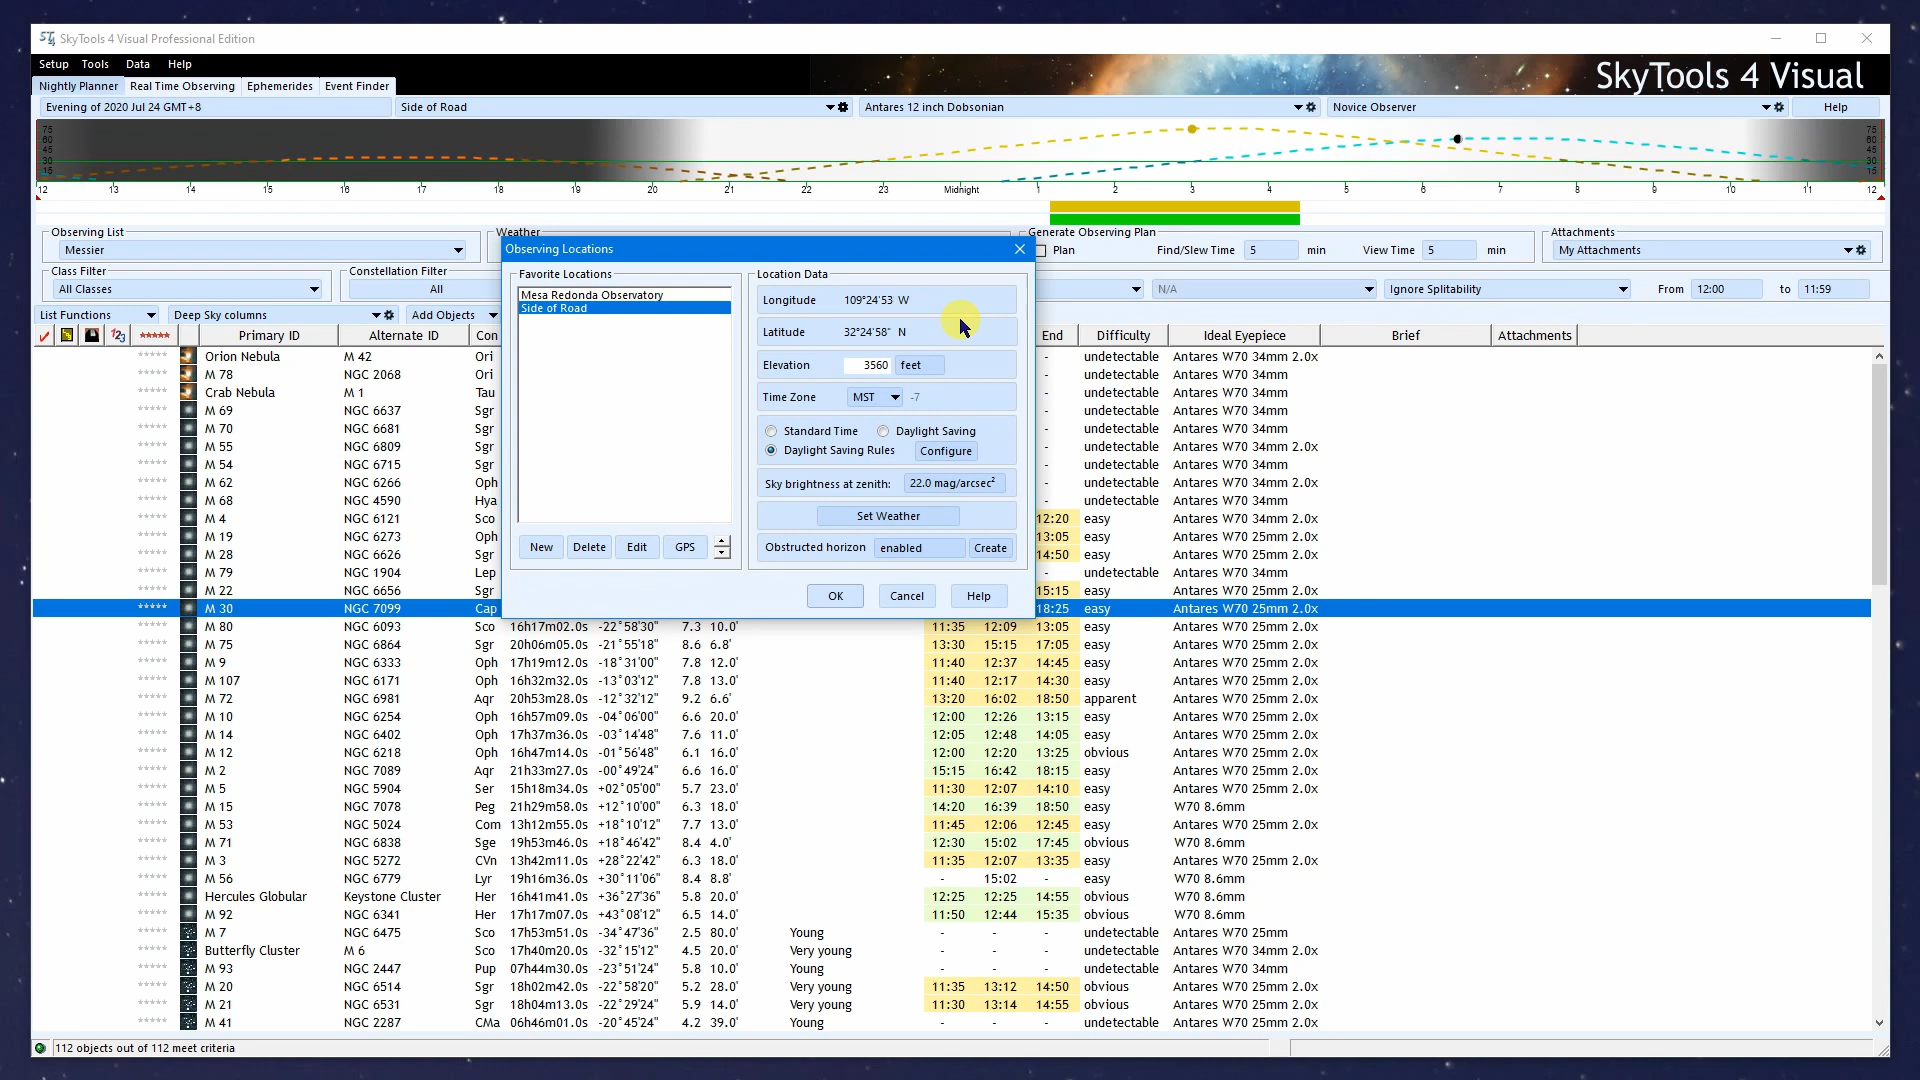 SkyTools 4 Visual Professional Edition
Setup Tools Data Help
SkyTools 4 Visual
Nightly Planner Real Time Observing Ephemerides Event Finder
Evening of 2020 Jul 24 GMT+8 Side of Road Antares 12 inch Dobsonian Novice Observer Help
75 75
60 60
45 45
30 30
15 15
12 13 14 15 16 17 18 19 20 21 22 23 Midnight 1 2 3 4 5 6 7 8 9 10 11 12
Observing List Weather Generate Observing Plan Attachments
Messier Plan Find/Slew Time 5 min View Time 5 min My Attachments
Class Filter Constellation Filter
All Classes All N/A Ignore Splitability From 12:00 to 11:59
List Functions Deep Sky columns Add Objects
Primary ID Alternate ID Con End Difficulty Ideal Eyepiece Brief Attachments
Observing Locations
Favorite Locations
Mesa Redonda Observatory
Side of Road
New Delete Edit GPS
Location Data
Longitude 109°24'53 W
Latitude 32°24'58" N
Elevation 3560 feet
Time Zone MST -7
Standard Time Daylight Saving
Daylight Saving Rules Configure
Sky brightness at zenith: 22.0 mag/arcsec²
Set Weather
Obstructed horizon enabled Create
OK Cancel Help
***** Orion Nebula M 42 Ori - undetectable Antares W70 34mm 2.0x
***** M 78 NGC 2068 Ori - undetectable Antares W70 34mm
***** Crab Nebula M 1 Tau - undetectable Antares W70 34mm
***** M 69 NGC 6637 Sgr - undetectable Antares W70 34mm
***** M 70 NGC 6681 Sgr - undetectable Antares W70 34mm
***** M 55 NGC 6809 Sgr - undetectable Antares W70 34mm 2.0x
***** M 54 NGC 6715 Sgr - undetectable Antares W70 34mm
***** M 62 NGC 6266 Oph - undetectable Antares W70 34mm 2.0x
***** M 68 NGC 4590 Hya - undetectable Antares W70 34mm
***** M 4 NGC 6121 Sco 12:20 easy Antares W70 25mm 2.0x
***** M 19 NGC 6273 Oph 13:05 easy Antares W70 25mm 2.0x
***** M 28 NGC 6626 Sgr 14:50 easy Antares W70 25mm 2.0x
***** M 79 NGC 1904 Lep - undetectable Antares W70 34mm
***** M 22 NGC 6656 Sgr 15:15 easy Antares W70 25mm 2.0x
***** M 30 NGC 7099 Cap 18:25 easy Antares W70 25mm 2.0x
***** M 80 NGC 6093 Sco 16h17m02.0s -22°58'30" 7.3 10.0' 11:35 12:09 13:05 easy Antares W70 25mm 2.0x
***** M 75 NGC 6864 Sgr 20h06m05.0s -21°55'18" 8.6 6.8' 13:30 15:15 17:05 easy Antares W70 25mm 2.0x
***** M 9 NGC 6333 Oph 17h19m12.0s -18°31'00" 7.8 12.0' 11:40 12:37 14:45 easy Antares W70 25mm 2.0x
***** M 107 NGC 6171 Oph 16h32m32.0s -13°03'12" 7.8 13.0' 11:40 12:17 14:30 easy Antares W70 25mm 2.0x
***** M 72 NGC 6981 Aqr 20h53m28.0s -12°32'12" 9.2 6.6' 13:20 16:02 18:50 apparent Antares W70 25mm 2.0x
***** M 10 NGC 6254 Oph 16h57m09.0s -04°06'00" 6.6 20.0' 12:00 12:26 13:15 easy Antares W70 25mm 2.0x
***** M 14 NGC 6402 Oph 17h37m36.0s -03°14'48" 7.6 11.0' 12:05 12:48 14:05 easy Antares W70 25mm 2.0x
***** M 12 NGC 6218 Oph 16h47m14.0s -01°56'48" 6.1 16.0' 12:00 12:20 13:25 obvious Antares W70 25mm 2.0x
***** M 2 NGC 7089 Aqr 21h33m27.0s -00°49'24" 6.6 16.0' 15:15 16:42 18:15 easy Antares W70 25mm 2.0x
***** M 5 NGC 5904 Ser 15h18m34.0s +02°05'00" 5.7 23.0' 11:30 12:07 14:10 easy Antares W70 25mm 2.0x
***** M 15 NGC 7078 Peg 21h29m58.0s +12°10'00" 6.3 18.0' 14:20 16:39 18:50 easy W70 8.6mm
***** M 53 NGC 5024 Com 13h12m55.0s +18°10'12" 7.7 13.0' 11:45 12:06 12:45 easy Antares W70 25mm 2.0x
***** M 71 NGC 6838 Sge 19h53m46.0s +18°46'42" 8.4 4.0' 12:30 15:02 17:45 obvious W70 8.6mm
***** M 3 NGC 5272 CVn 13h42m11.0s +28°22'42" 6.3 18.0' 11:35 12:07 13:35 easy Antares W70 25mm 2.0x
***** M 56 NGC 6779 Lyr 19h16m36.0s +30°11'06" 8.4 8.8' - 15:02 - easy W70 8.6mm
***** Hercules Globular Keystone Cluster Her 16h41m41.0s +36°27'36" 5.8 20.0' 12:25 12:25 14:55 obvious W70 8.6mm
***** M 92 NGC 6341 Her 17h17m07.0s +43°08'12" 6.5 14.0' 11:50 12:44 15:35 obvious W70 8.6mm
***** M 7 NGC 6475 Sco 17h53m51.0s -34°47'36" 2.5 80.0' Young - - - undetectable Antares W70 25mm
***** Butterfly Cluster M 6 Sco 17h40m20.0s -32°15'12" 4.5 20.0' Very young - - - undetectable Antares W70 34mm 2.0x
***** M 93 NGC 2447 Pup 07h44m30.0s -23°51'24" 5.8 10.0' Young - - - undetectable Antares W70 34mm
***** M 20 NGC 6514 Sgr 18h02m42.0s -22°58'20" 5.2 28.0' Very young 11:35 13:12 14:50 obvious Antares W70 25mm 2.0x
***** M 21 NGC 6531 Sgr 18h04m13.0s -22°29'24" 5.9 14.0' Very young 11:30 13:14 14:55 obvious Antares W70 25mm 2.0x
***** M 41 NGC 2287 CMa 06h46m01.0s -20°45'24" 4.2 39.0' Young - - - undetectable Antares W70 25mm 2.0x
112 objects out of 112 meet criteria